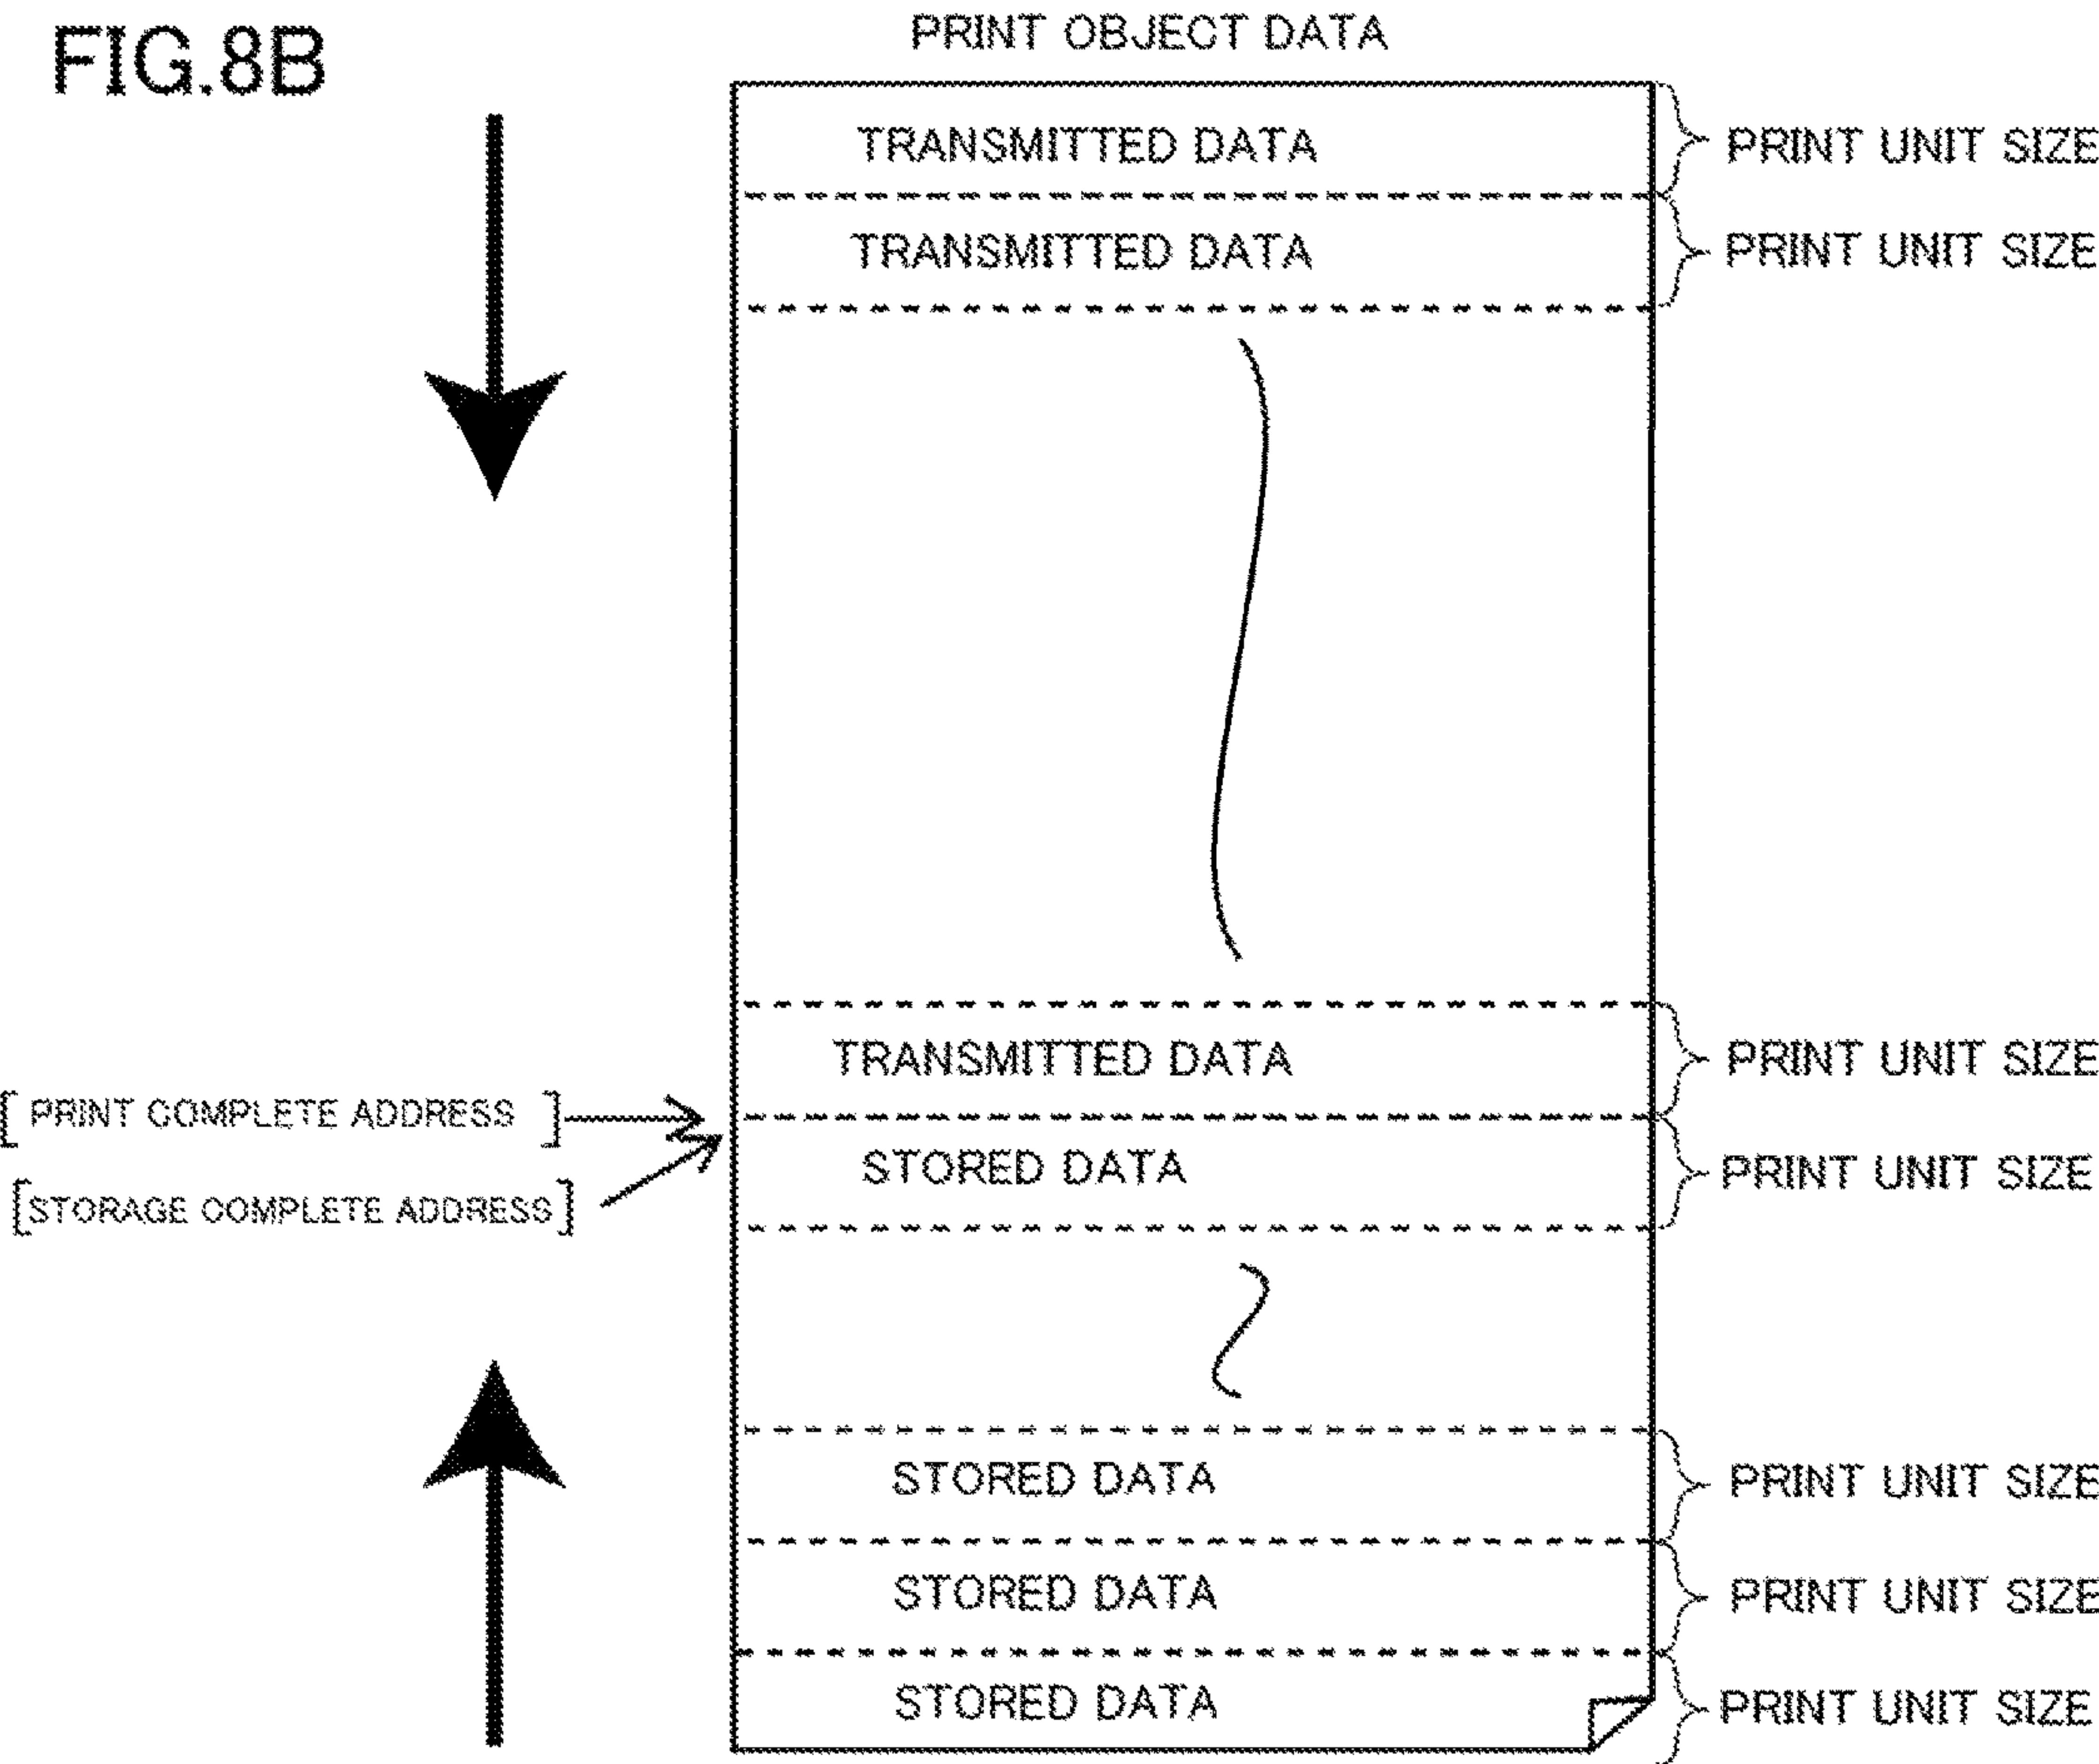 FIG.8B
PRINT OBJECT DATA
TRANSMITTED DATA PRINT UNIT SIZE
TRANSMITTED DATA PRINT UNIT SIZE
TRANSMITTED DATA PRINT UNIT SIZE
[ PRINT COMPLETE ADDRESS ]
STORED DATA PRINT UNIT SIZE
[STORAGE COMPLETE ADDRESS]
STORED DATA PRINT UNIT SIZE
STORED DATA PRINT UNIT SIZE
STORED DATA PRINT UNIT SIZE